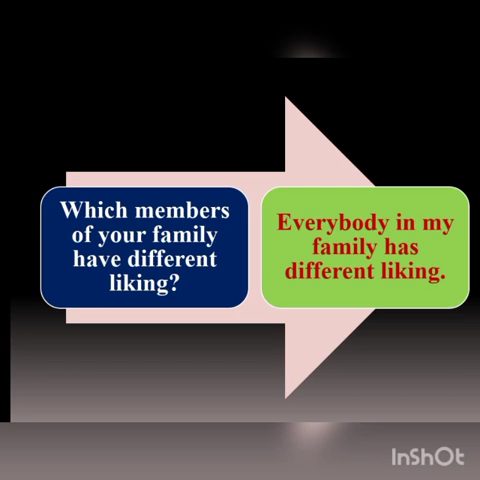 Which members
of your family
have different
liking?
Everybody in my
family has
different liking.
InShOt